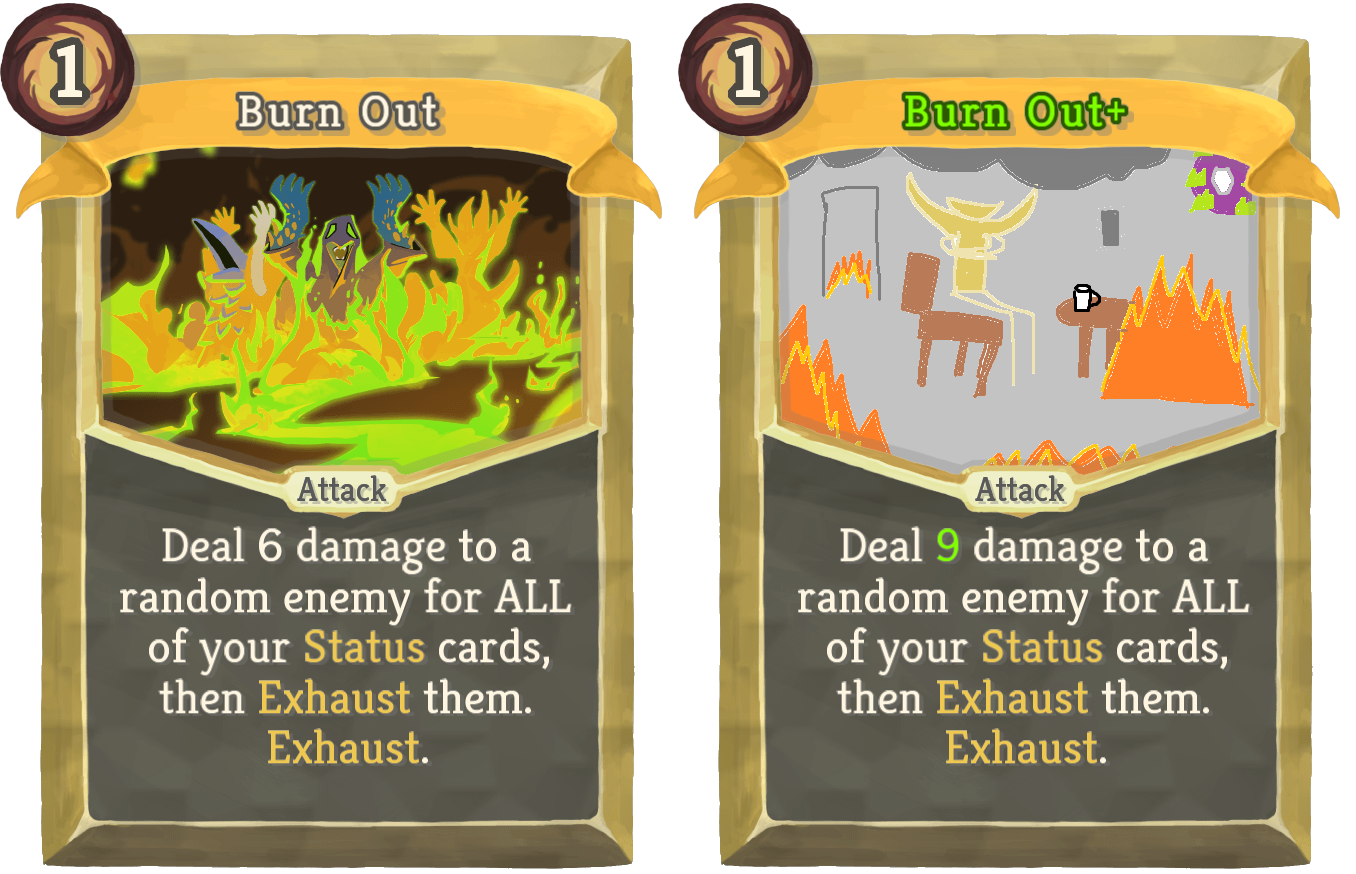 1
Burn Out
Attack
Deal 6 damage to a
random enemy for ALL
of your Status cards,
then Exhaust them.
Exhaust.
1
Burn Out+
Attack
Deal 9 damage to a
random enemy for ALL
of your Status cards,
then Exhaust them.
Exhaust.